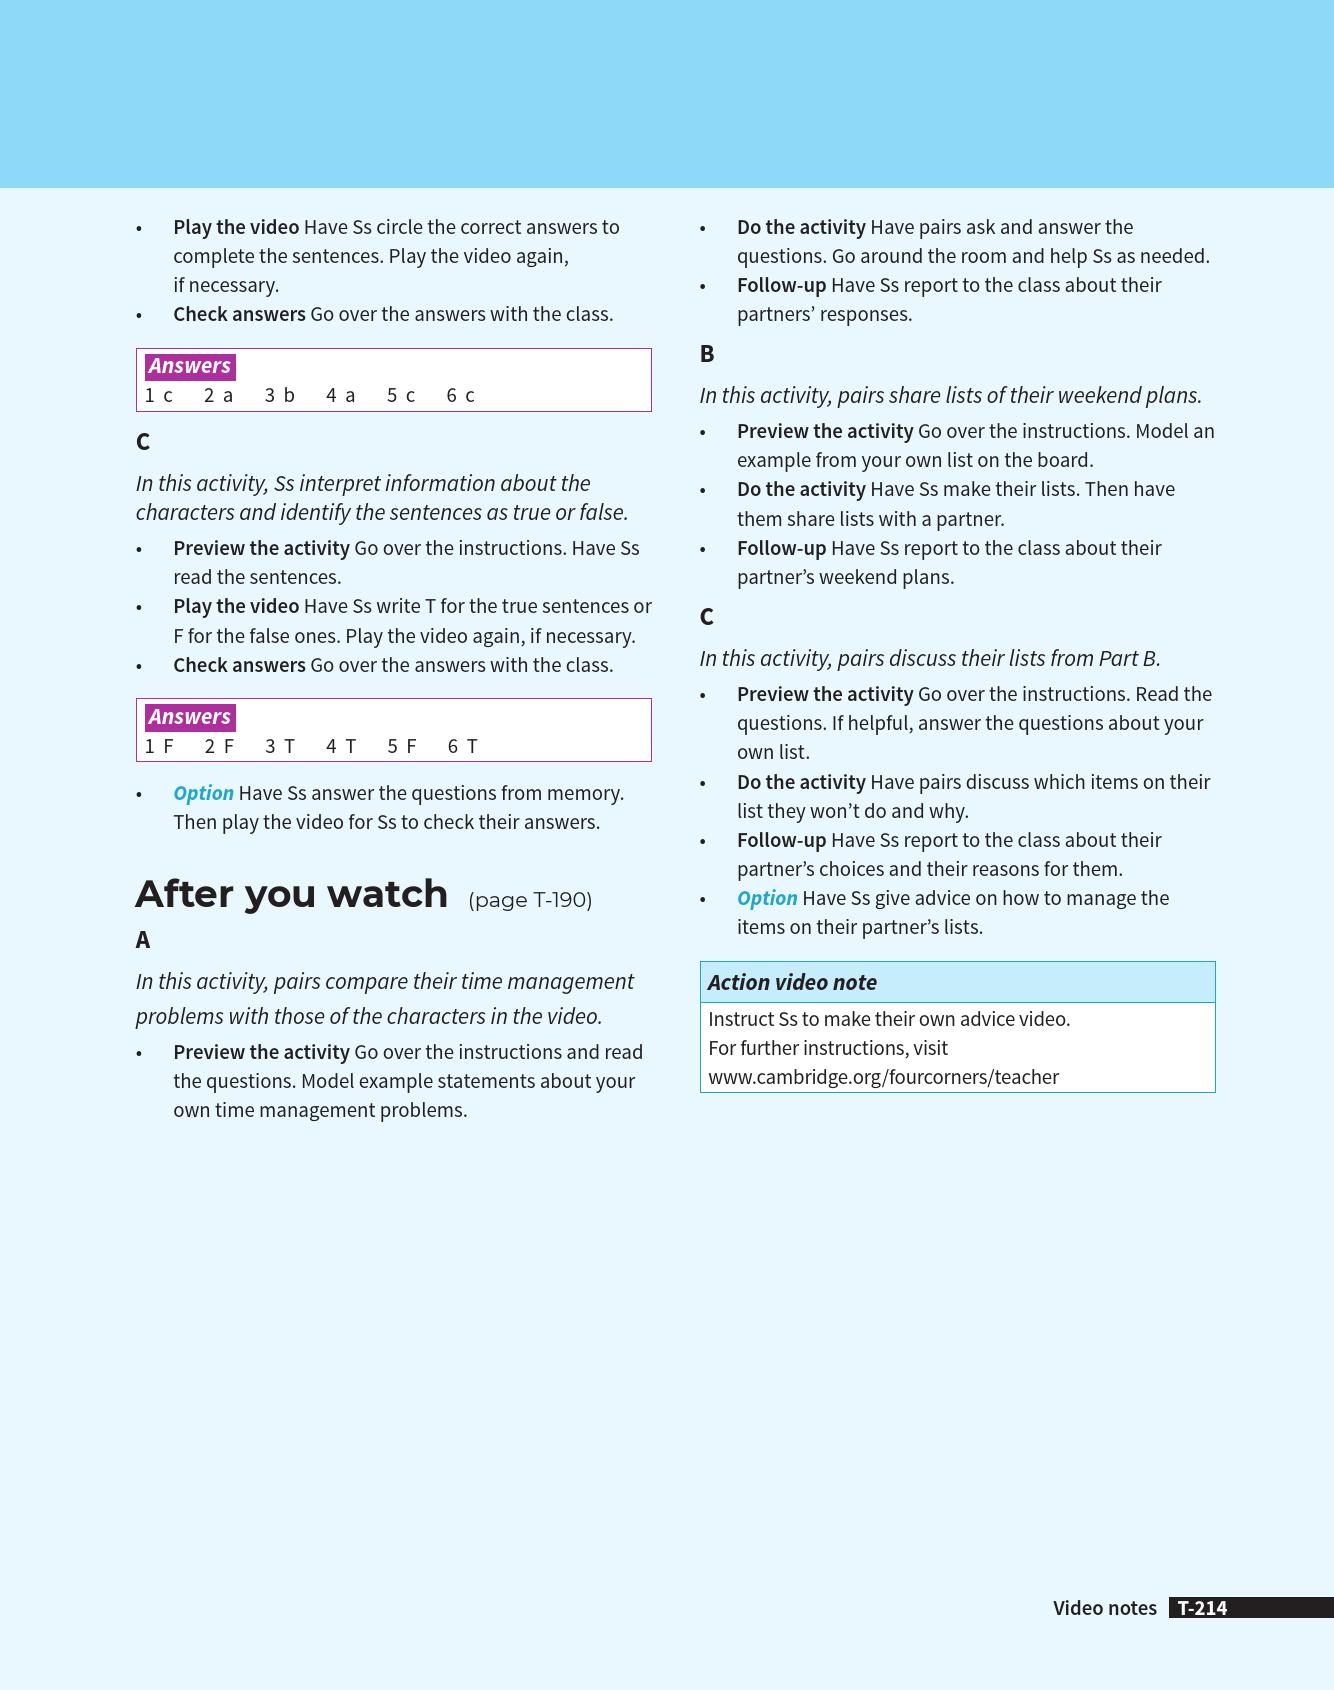 • Play the video Have Ss circle the correct answers to
complete the sentences. Play the video again,
if necessary.
• Check answers Go over the answers with the class.
Answers
1 c 2 a 3 b 4 a 5 c 6 c
C
In this activity, Ss interpret information about the
characters and identify the sentences as true or false.
• Preview the activity Go over the instructions. Have Ss
read the sentences.
• Play the video Have Ss write T for the true sentences or
F for the false ones. Play the video again, if necessary.
• Check answers Go over the answers with the class.
Answers
1 F 2 F 3 T 4 T 5 F 6 T
• Option Have Ss answer the questions from memory.
Then play the video for Ss to check their answers.
After you watch (page T-190)
A
In this activity, pairs compare their time management
problems with those of the characters in the video.
• Preview the activity Go over the instructions and read
the questions. Model example statements about your
own time management problems.
• Do the activity Have pairs ask and answer the
questions. Go around the room and help Ss as needed.
• Follow-up Have Ss report to the class about their
partners’ responses.
B
In this activity, pairs share lists of their weekend plans.
• Preview the activity Go over the instructions. Model an
example from your own list on the board.
• Do the activity Have Ss make their lists. Then have
them share lists with a partner.
• Follow-up Have Ss report to the class about their
partner’s weekend plans.
C
In this activity, pairs discuss their lists from Part B.
• Preview the activity Go over the instructions. Read the
questions. If helpful, answer the questions about your
own list.
• Do the activity Have pairs discuss which items on their
list they won’t do and why.
• Follow-up Have Ss report to the class about their
partner’s choices and their reasons for them.
• Option Have Ss give advice on how to manage the
items on their partner’s lists.
Action video note
Instruct Ss to make their own advice video.
For further instructions, visit
www.cambridge.org/fourcorners/teacher
Video notes T-214